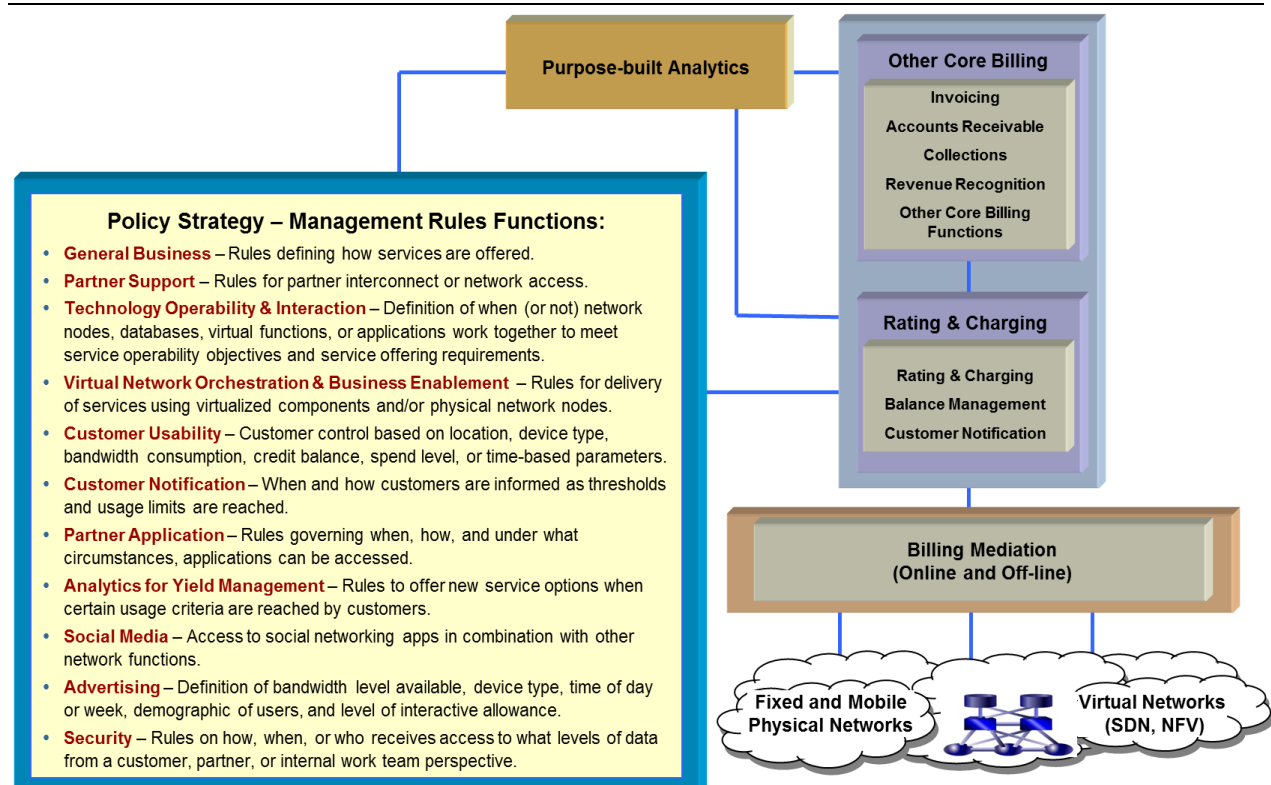 Purpose-built Analytics
Other Core Billing
Invoicing
Accounts Receivable
Collections
Revenue Recognition
Other Core Billing
Functions
Policy Strategy – Management Rules Functions:
• General Business – Rules defining how services are offered.
• Partner Support – Rules for partner interconnect or network access.
• Technology Operability & Interaction – Definition of when (or not) network
nodes, databases, virtual functions, or applications work together to meet
service operability objectives and service offering requirements.
• Virtual Network Orchestration & Business Enablement – Rules for delivery
of services using virtualized components and/or physical network nodes.
• Customer Usability – Customer control based on location, device type,
bandwidth consumption, credit balance, spend level, or time-based parameters.
• Customer Notification – When and how customers are informed as thresholds
and usage limits are reached.
• Partner Application – Rules governing when, how, and under what
circumstances, applications can be accessed.
• Analytics for Yield Management – Rules to offer new service options when
certain usage criteria are reached by customers.
• Social Media – Access to social networking apps in combination with other
network functions.
• Advertising – Definition of bandwidth level available, device type, time of day
or week, demographic of users, and level of interactive allowance.
• Security – Rules on how, when, or who receives access to what levels of data
from a customer, partner, or internal work team perspective.
Rating & Charging
Rating & Charging
Balance Management
Customer Notification
Billing Mediation
(Online and Off-line)
Fixed and Mobile
Physical Networks
Virtual Networks
(SDN, NFV)